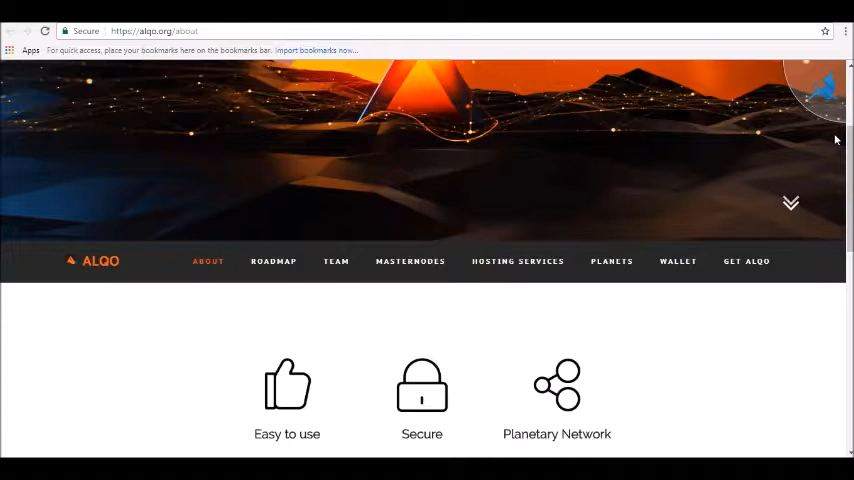 Secure https://alqo.org/about
Apps For quick access, place your bookmarks here on the bookmarks bar. Import bookmarks now...
ALQO ABOUT ROADMAP TEAM MASTERNODES HOSTING SERVICES PLANETS WALLET GET ALQO
Easy to use Secure Planetary Network